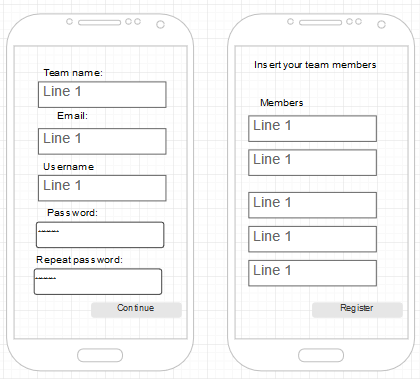 Team name:
Line 1
Email:
Line 1
Username
Line 1
Password:
Repeat password:
Continue
Insert your team members
Members
Line 1
Line 1
Line 1
Line 1
Line 1
Register